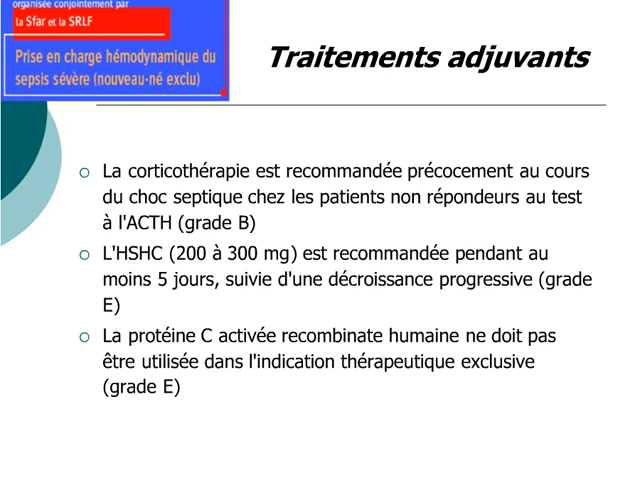 organisée conjointement par
la Sfar et la SRLF
Prise en charge hémodynamique du
sepsis sévère (nouveau-né exclu)
Traitements adjuvants
La corticothérapie est recommandée précocement au cours
du choc septique chez les patients non répondeurs au test
à l'ACTH (grade B)
L'HSHC (200 à 300 mg) est recommandée pendant au
moins 5 jours, suivie d'une décroissance progressive (grade
E)
La protéine C activée recombinate humaine ne doit pas
être utilisée dans l'indication thérapeutique exclusive
(grade E)